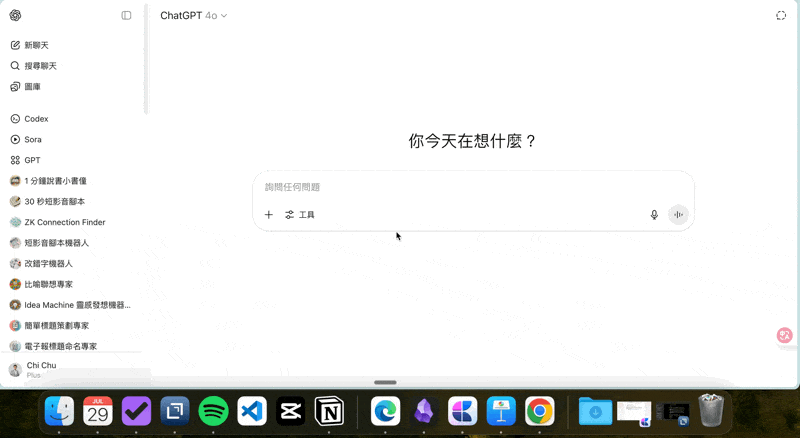 ChatGPT 4o
新聊天
搜尋聊天
圖庫
Codex
Sora
GPT
1 分鐘說書小書僮
30 秒短影音腳本
ZK Connection Finder
短影音腳本機器人
改錯字機器人
比喻聯想專家
Idea Machine 靈感發想機器...
簡單標題策劃專家
電子報標題命名專家
Chi Chu
Plus
你今天在想什麼？
詢問任何問題
工具
JUL
29